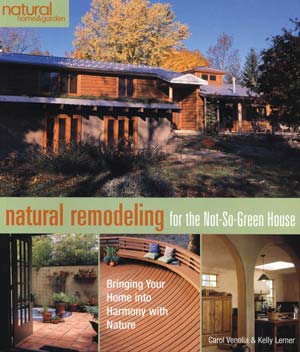 natural
home&garden
natural remodeling for the Not-So-Green House
Bringing Your
Home into
Harmony with
Nature
Carol Venolia & Kelly Lerner